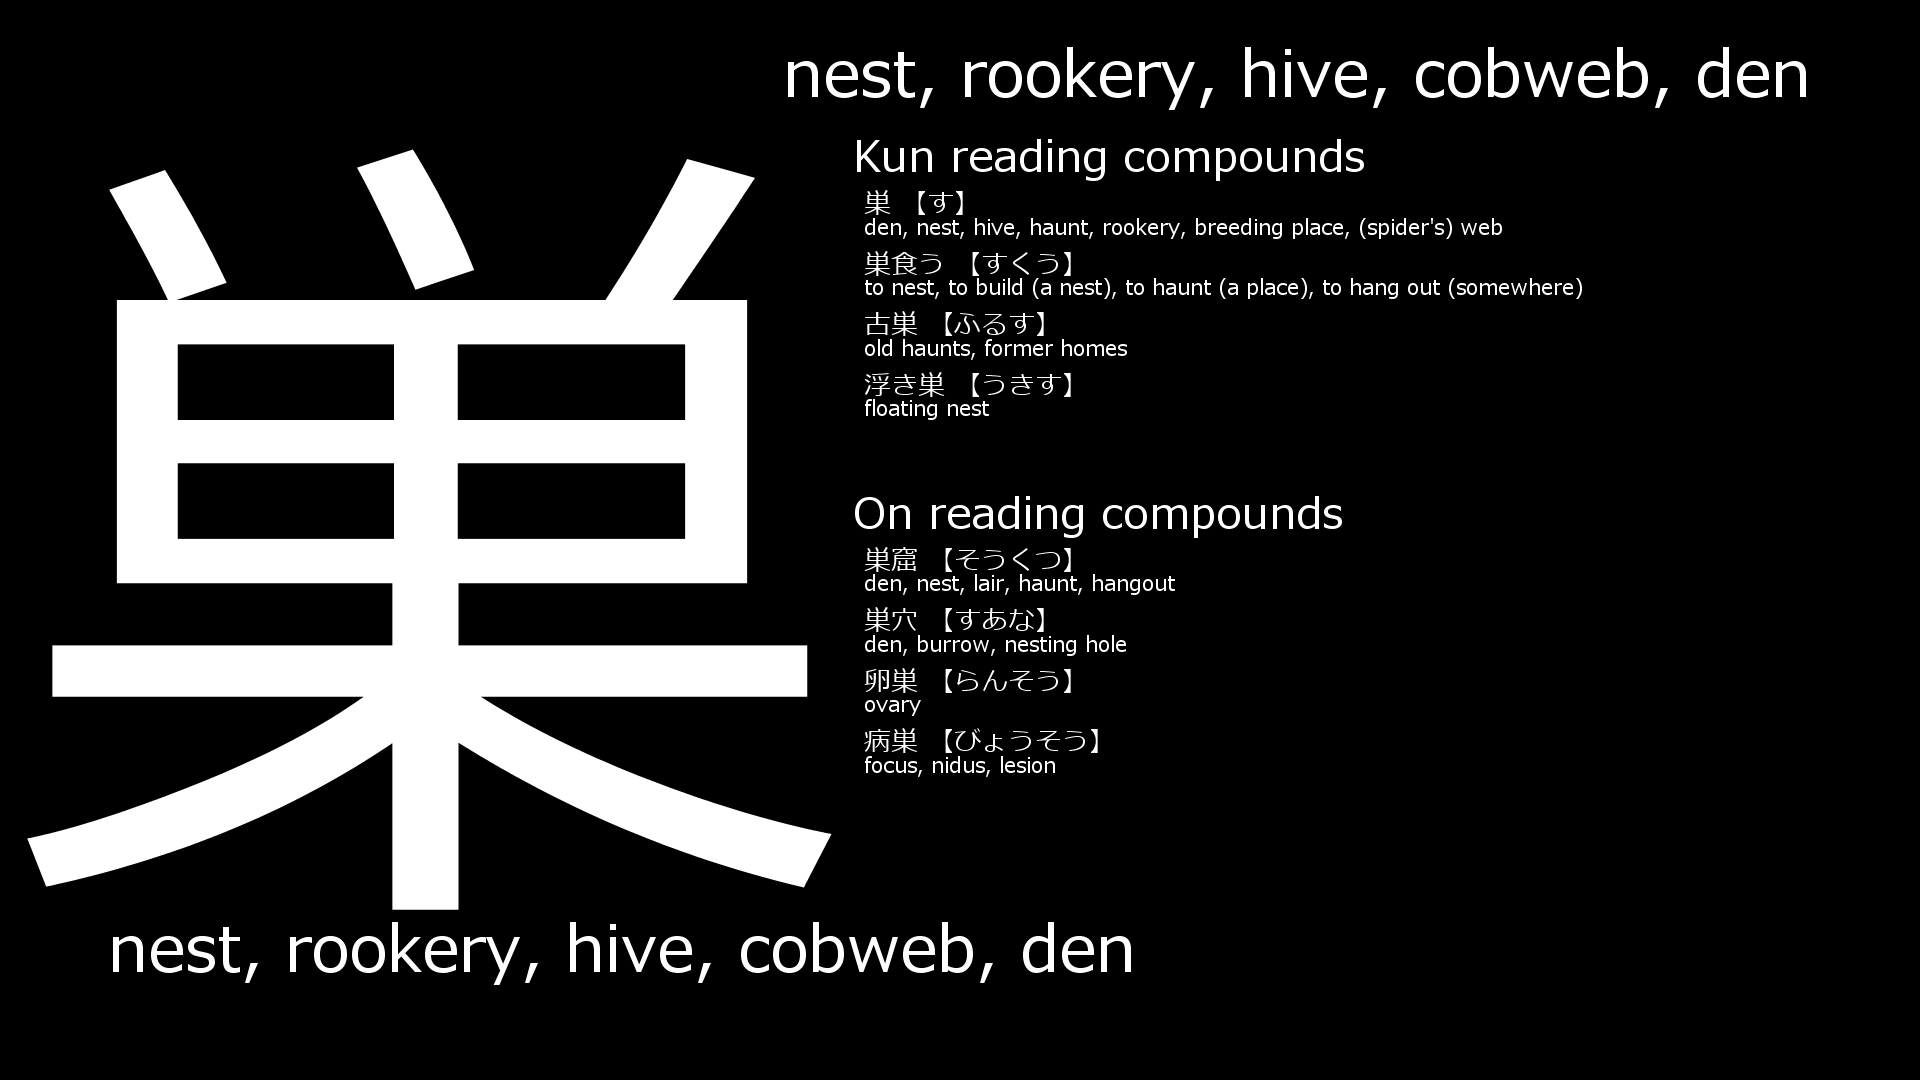 nest, rookery, hive, cobweb, den
巣
Kun reading compounds
巣 【す】
den, nest, hive, haunt, rookery, breeding place, (spider's) web
巣食う 【すくう】
to nest, to build (a nest), to haunt (a place), to hang out (somewhere)
古巣 【ふるす】
old haunts, former homes
浮き巣 【うきす】
floating nest
On reading compounds
巣窟 【そうくつ】
den, nest, lair, haunt, hangout
巣穴 【すあな】
den, burrow, nesting hole
卵巣 【らんそう】
ovary
病巣 【びょうそう】
focus, nidus, lesion
nest, rookery, hive, cobweb, den